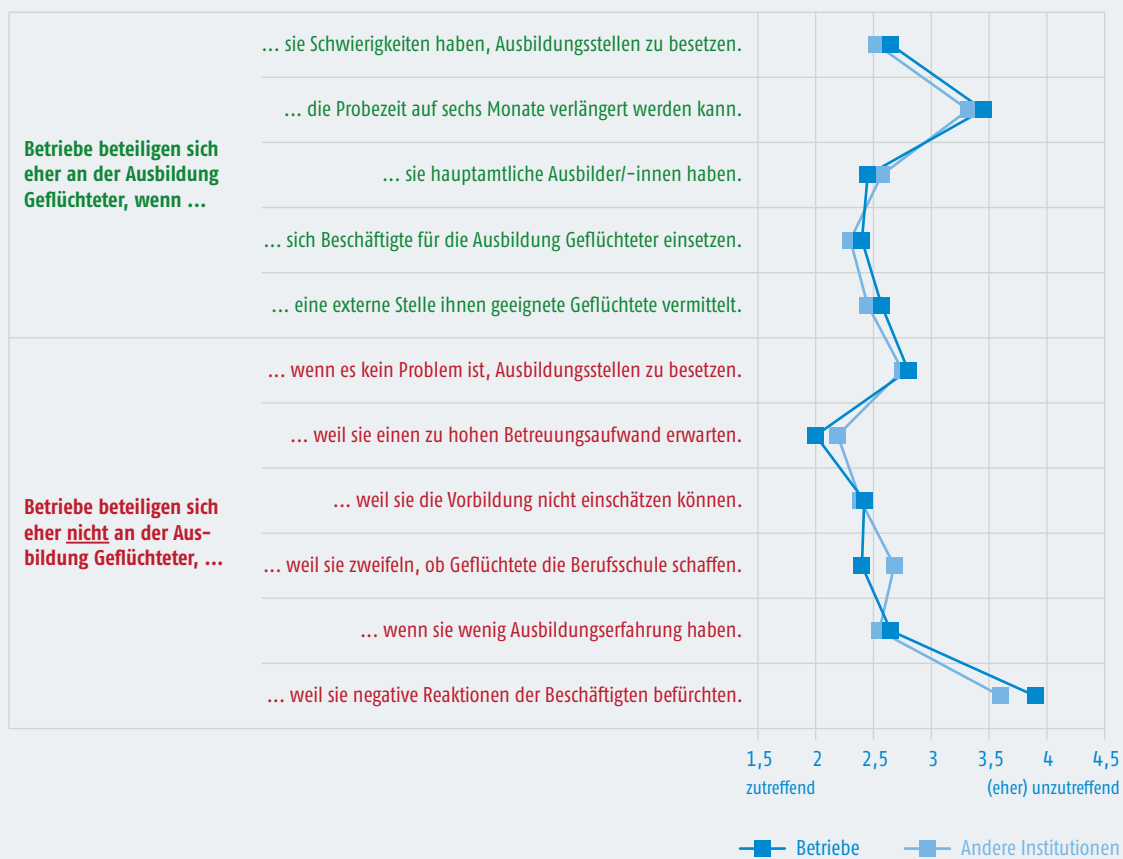 Betriebe beteiligen sich
eher an der Ausbildung
Geflüchteter, wenn ...
... sie Schwierigkeiten haben, Ausbildungsstellen zu besetzen.
... die Probezeit auf sechs Monate verlängert werden kann.
... sie hauptamtliche Ausbilder/-innen haben.
... sich Beschäftigte für die Ausbildung Geflüchteter einsetzen.
... eine externe Stelle ihnen geeignete Geflüchtete vermittelt.
Betriebe beteiligen sich
eher nicht an der Aus-
bildung Geflüchteter, ...
... wenn es kein Problem ist, Ausbildungsstellen zu besetzen.
... weil sie einen zu hohen Betreuungsaufwand erwarten.
... weil sie die Vorbildung nicht einschätzen können.
... weil sie zweifeln, ob Geflüchtete die Berufsschule schaffen.
... wenn sie wenig Ausbildungserfahrung haben.
... weil sie negative Reaktionen der Beschäftigten befürchten.
1,5 2 2,5 3 3,5 4 4,5
zutreffend (eher) unzutreffend
Betriebe Andere Institutionen